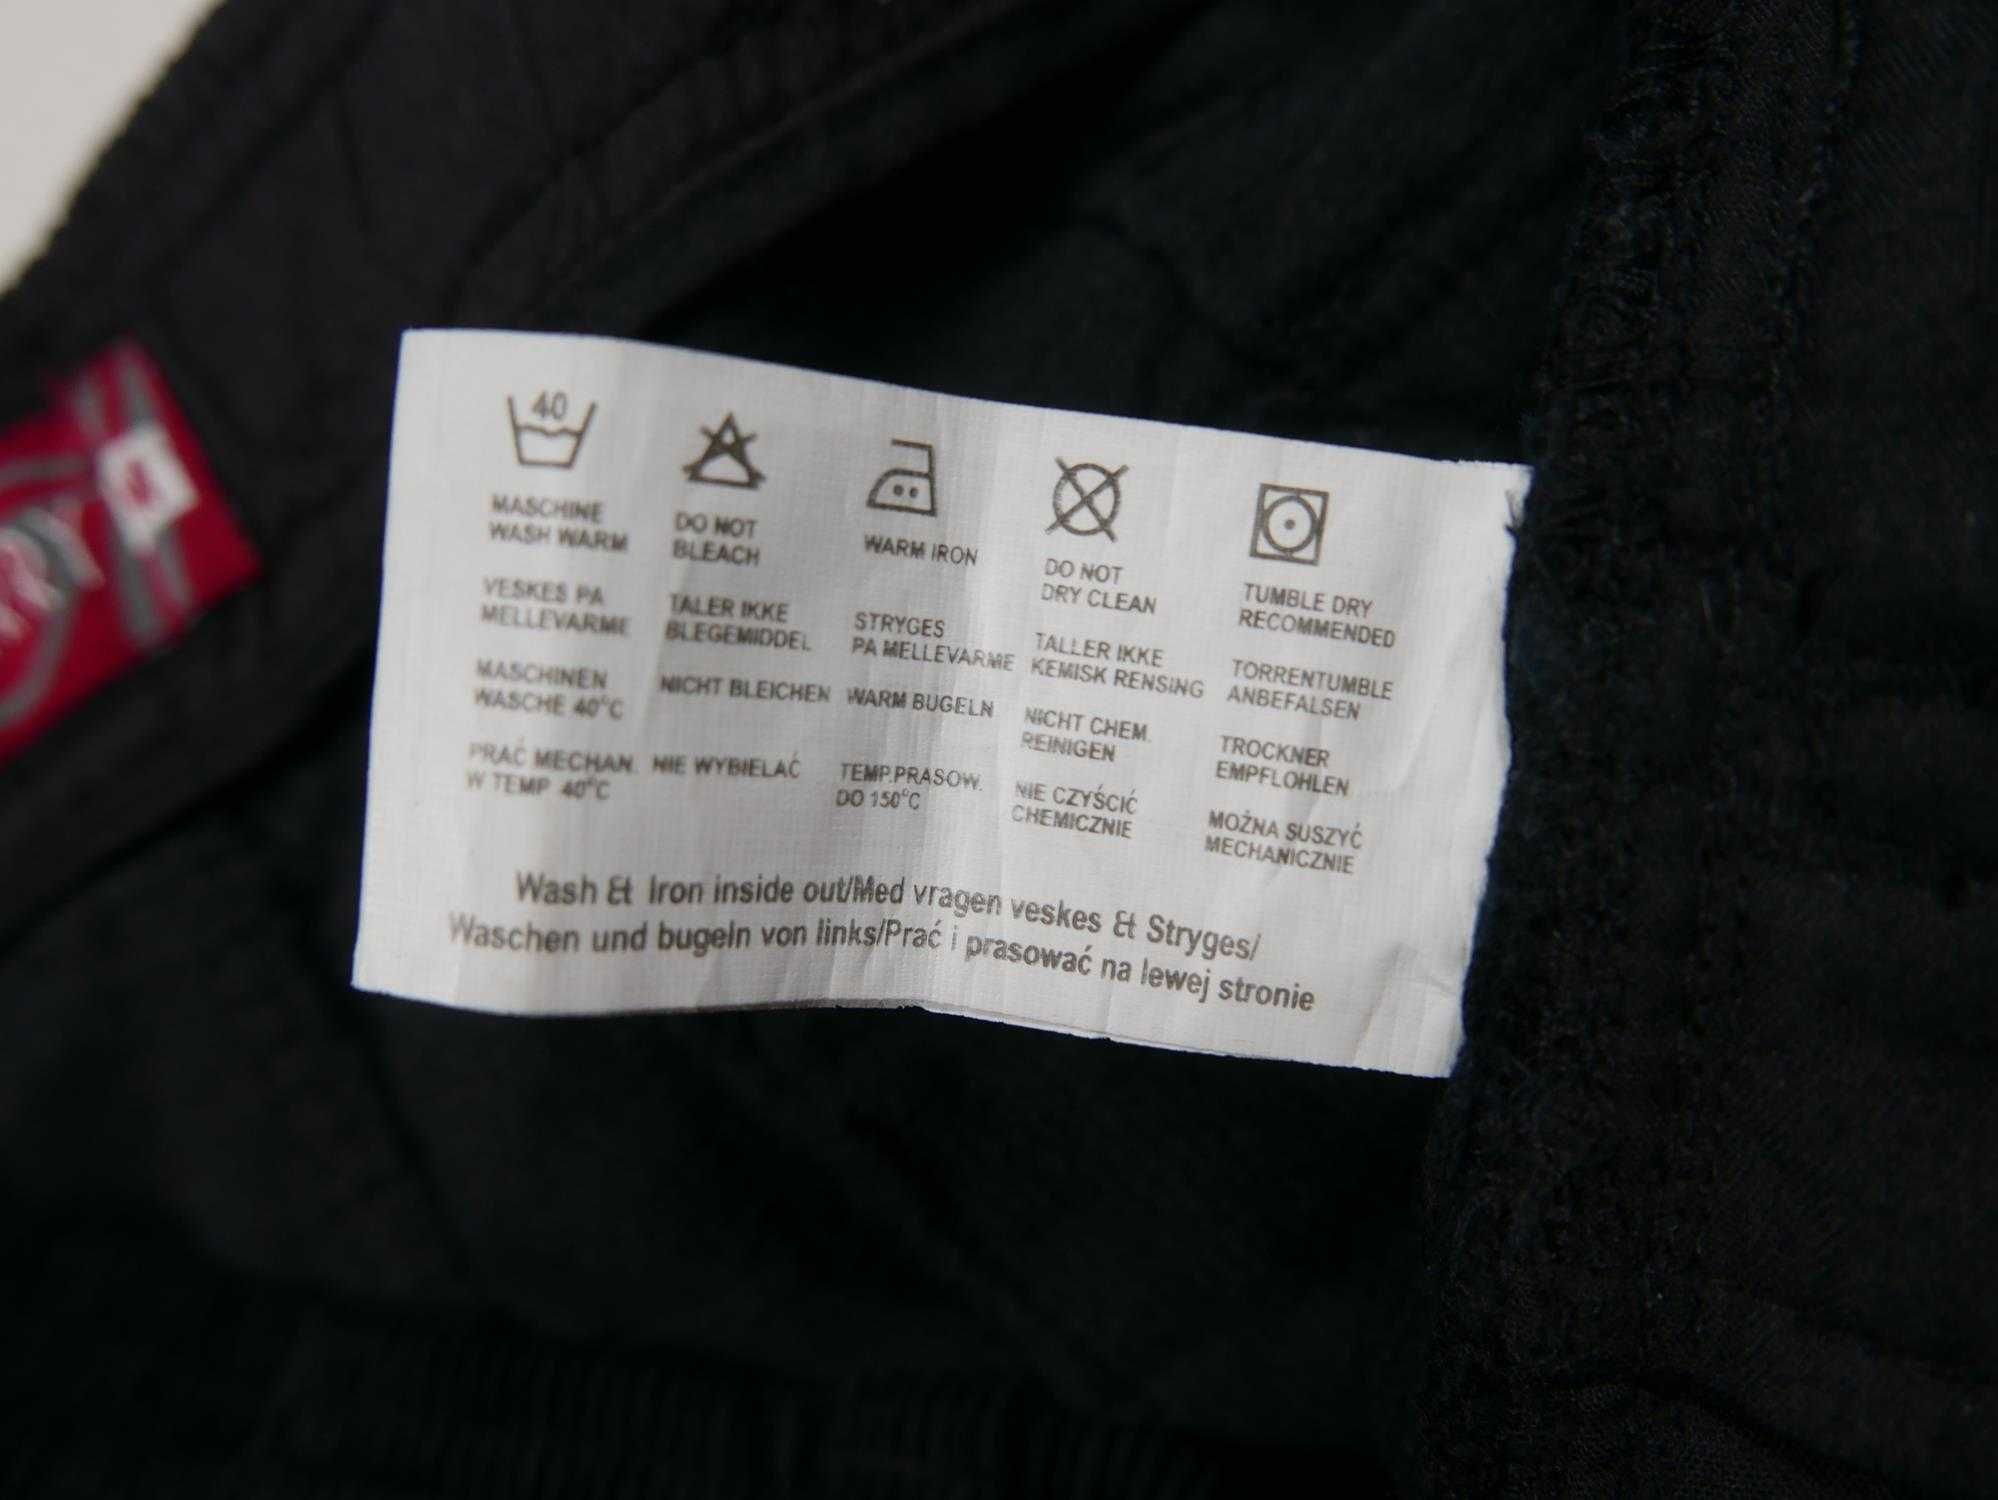 40
MASCHINE
WASH WARM
VESKES PA
MELLEVARME
MASCHINEN
WASCHE 40°C
PRAĆ MECHAN.
W TEMP 40°C
DO NOT
BLEACH
TALER IKKE
BLEGEMIDDEL
NICHT BLEICHEN
NIE WYBIELAĆ
WARM IRON
STRYGES
PA MELLEVARME
WARM BUGELN
TEMP.PRASOW.
DO 150°C
DO NOT
DRY CLEAN
TALLER IKKE
KEMISK RENSING
NICHT CHEM.
REINIGEN
NIE CZYŚCIĆ
CHEMICZNIE
TUMBLE DRY
RECOMMENDED
TORRENTUMBLE
ANBEFALSEN
TROCKNER
EMPFLOHLEN
MOŻNA SUSZYĆ
MECHANICZNIE
Wash & Iron inside out/Med vragen veskes & Stryges/
Waschen und bugeln von links/Prać i prasować na lewej stronie